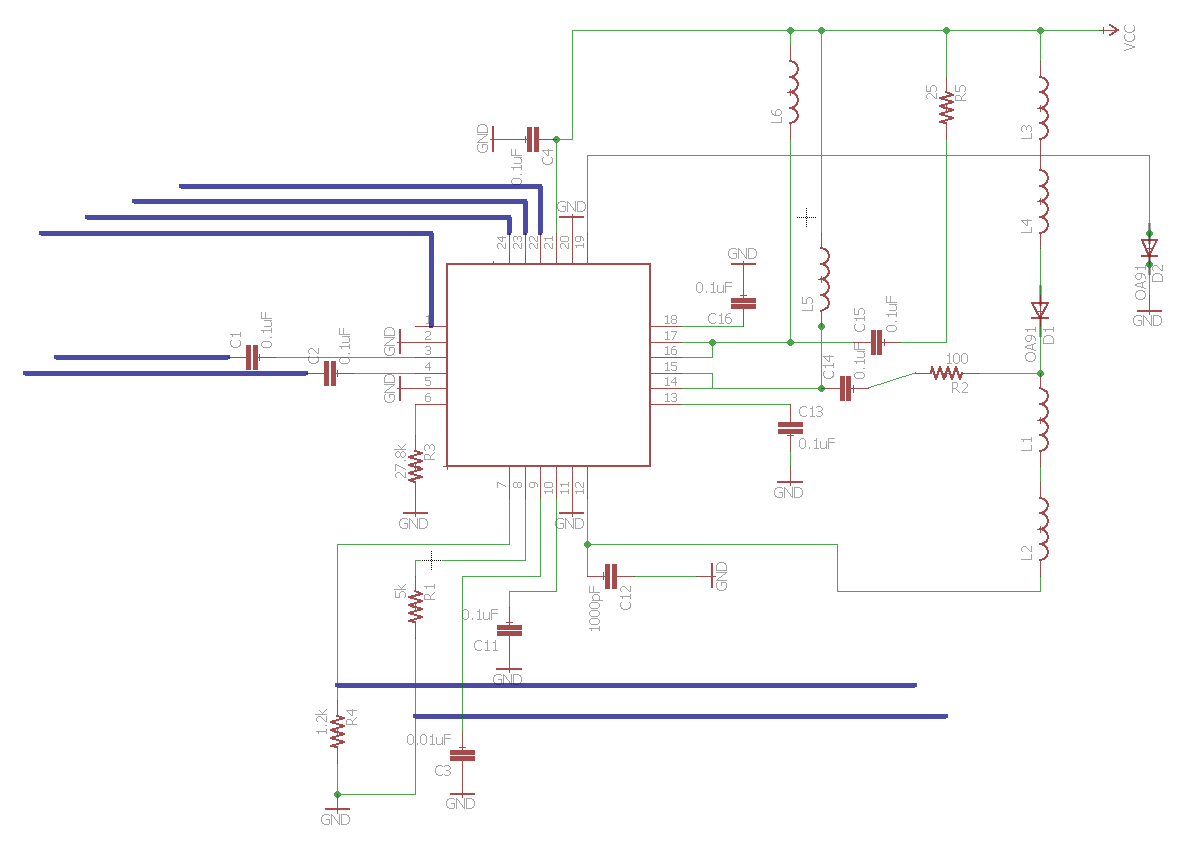 VCC
25
R5
L6
L3
GND
0.1uF
C4
GND
L4
24
23
22
21
20
19
GND
OA91
D2
GND
0.1uF
C16
L5
C15
0.1uF
OA91
D1
C1
0.1uF
C2
0.1uF
GND
GND
1
2
3
4
5
6
18
17
16
15
14
13
C14
0.1uF
100
R2
C13
0.1uF
GND
L1
L2
27.8k
R3
GND
7
8
9
10
11
12
GND
5k
R1
0.1uF
C11
GND
1000pF
C12
GND
1.2k
R4
0.01uF
C3
GND
GND